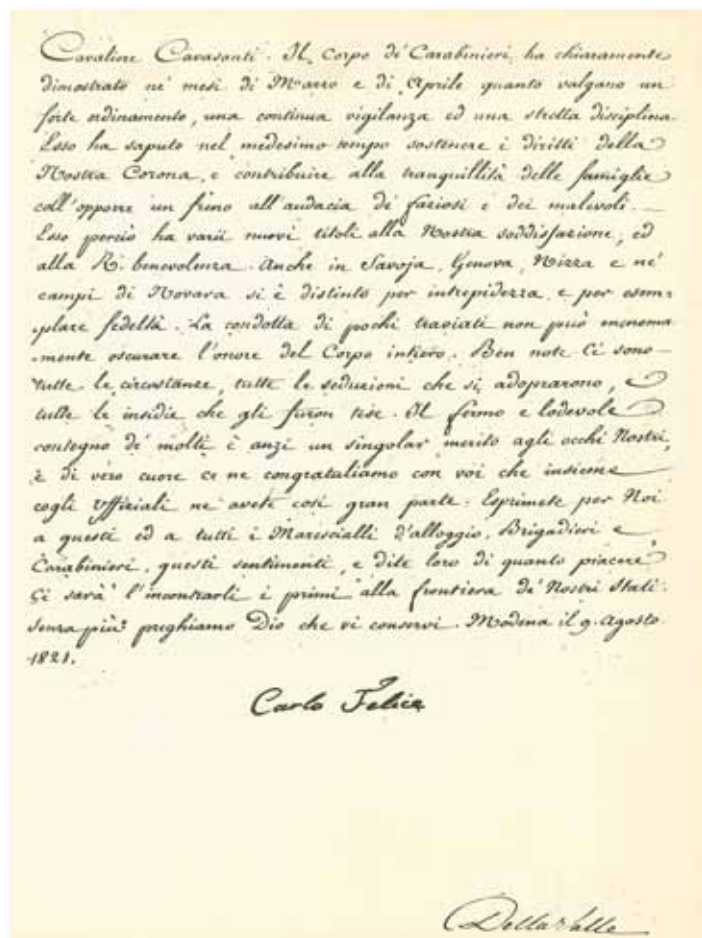 Cavaliere Cavasanti. Il Corpo de' Carabinieri ha chiaramente
dimostrato ne' mesi di Marzo e di Aprile quanto valgano un
forte ordinamento, una continua vigilanza ed una stretta disciplina.
Esso ha saputo nel medesimo tempo sostenere i diritti della
Nostra Corona, e contribuire alla tranquillità delle famiglie
coll'opporre un freno all'audacia de' faziosi e dei malevoli.
Esso perciò ha varii nuovi titoli alla Nostra soddisfazione, ed
alla R. benevolenza. Anche in Savoja, Genova, Nizza e ne'
campi di Novara si è distinto per intrepidezza, e per esem=
plare fedeltà. La condotta di pochi traviati non può menoma
mente oscurare l'onore del Corpo intiero. Ben note Ci sono
tutte le circostanze, tutte le seduzioni che si adoprarono, e
tutte le insidie che gli furon tese. Il fermo e lodevole
contegno de' molti è anzi un singolar merito agli occhi Nostri,
e di vero cuore ce ne congratuliamo con voi che insieme
cogli Uffiziali ne avete così gran parte. Esprimete per Noi
a questi ed a tutti i Marescialli d'alloggio, Brigadieri e
Carabinieri, questi sentimenti, e dite loro di quanto piacere
Ci sarà l'incontrarli i primi alla frontiera de' Nostri Stati.
Senza più preghiamo Dio che vi conservi. Modena il 9. Agosto
1821.
Carlo Felice
Della Valle